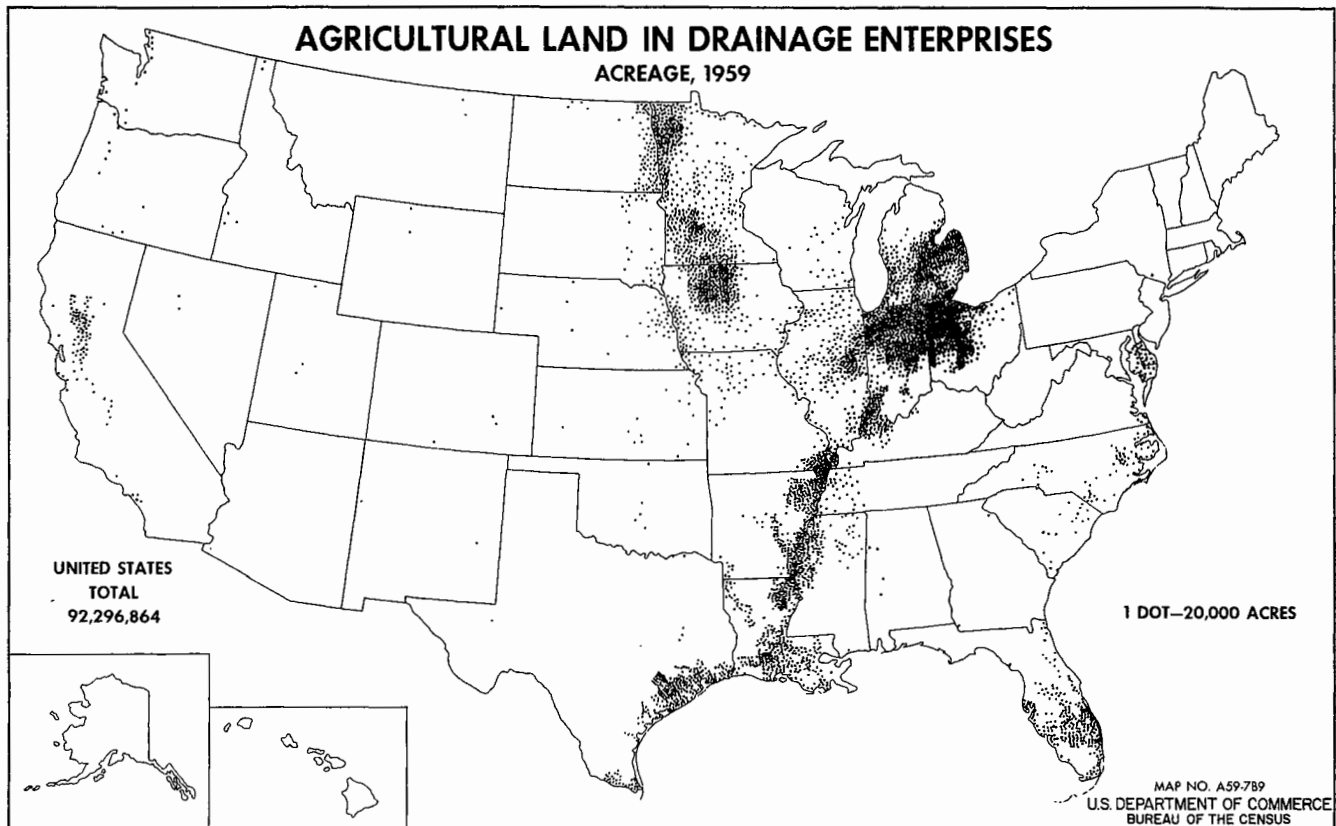 AGRICULTURAL LAND IN DRAINAGE ENTERPRISES
ACREAGE, 1959
UNITED STATES
TOTAL
92,296,864
1 DOT—20,000 ACRES
MAP NO. A59-7B9
U.S. DEPARTMENT OF COMMERCE
BUREAU OF THE CENSUS